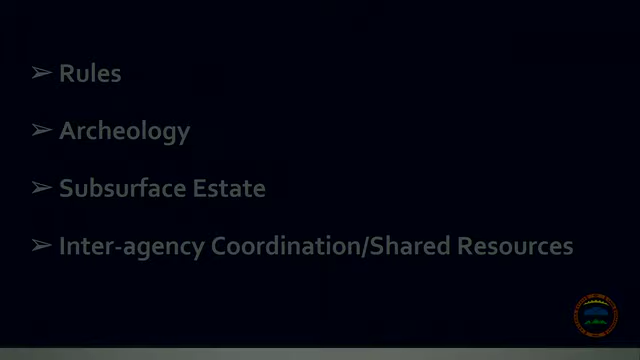 ➢ Rules
➢ Archeology
➢ Subsurface Estate
➢ Inter-agency Coordination/Shared Resources